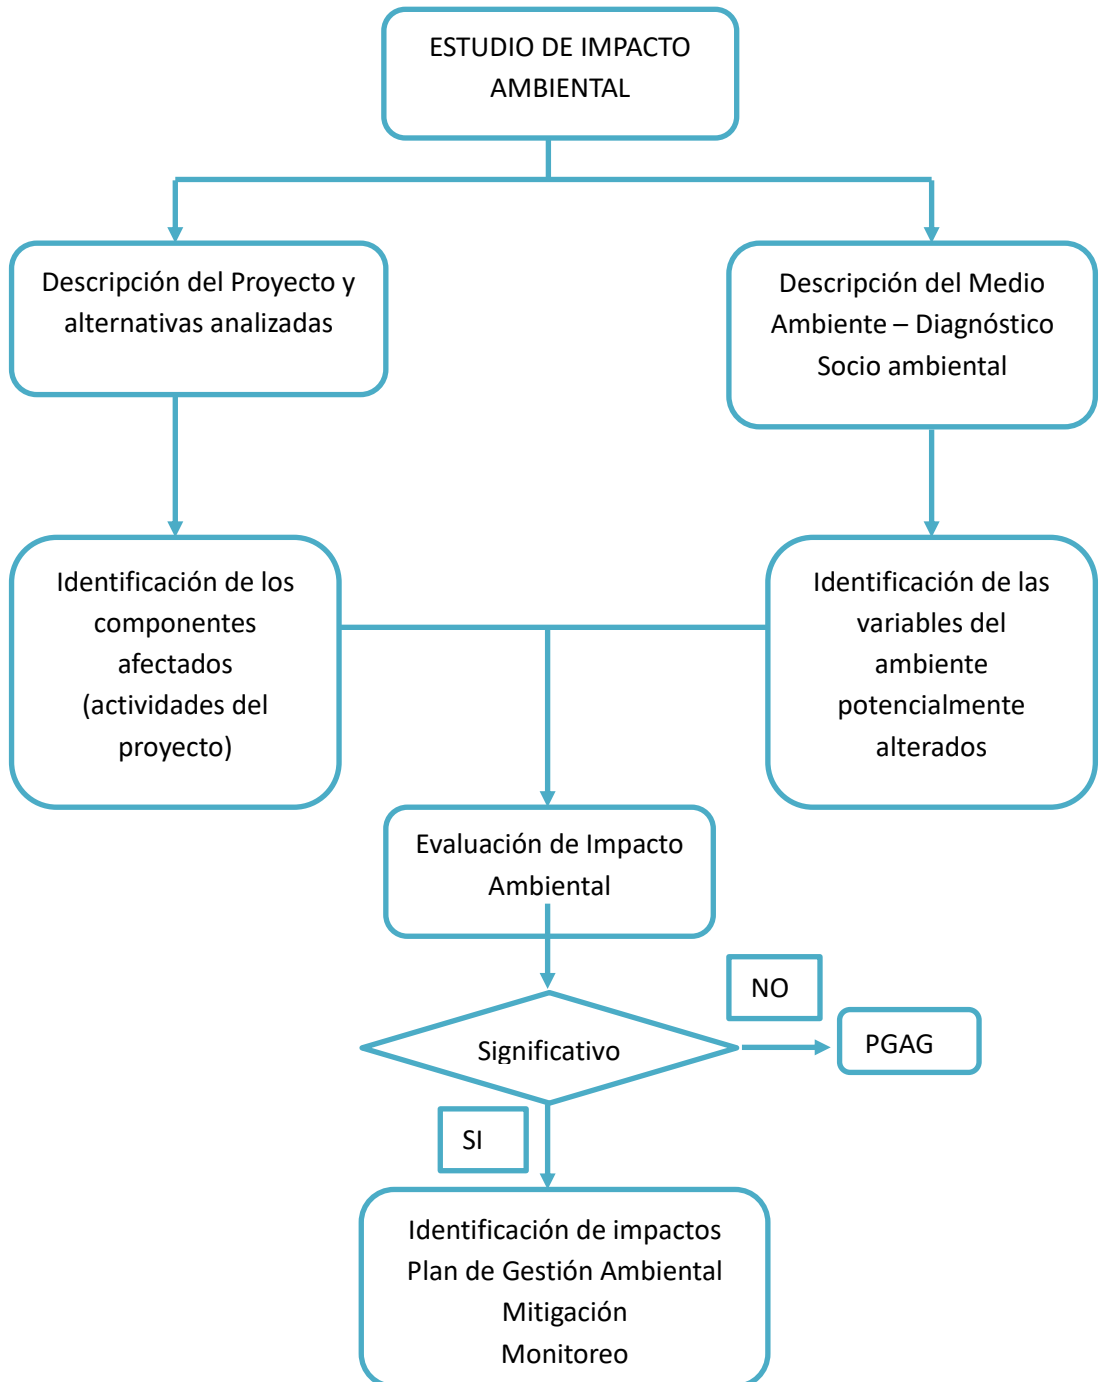 ESTUDIO DE IMPACTO
AMBIENTAL
Descripción del Proyecto y
alternativas analizadas
Descripción del Medio
Ambiente – Diagnóstico
Socio ambiental
Identificación de los
componentes
afectados
(actividades del
proyecto)
Identificación de las
variables del
ambiente
potencialmente
alterados
Evaluación de Impacto
Ambiental
NO
Significativo
PGAG
SI
Identificación de impactos
Plan de Gestión Ambiental
Mitigación
Monitoreo